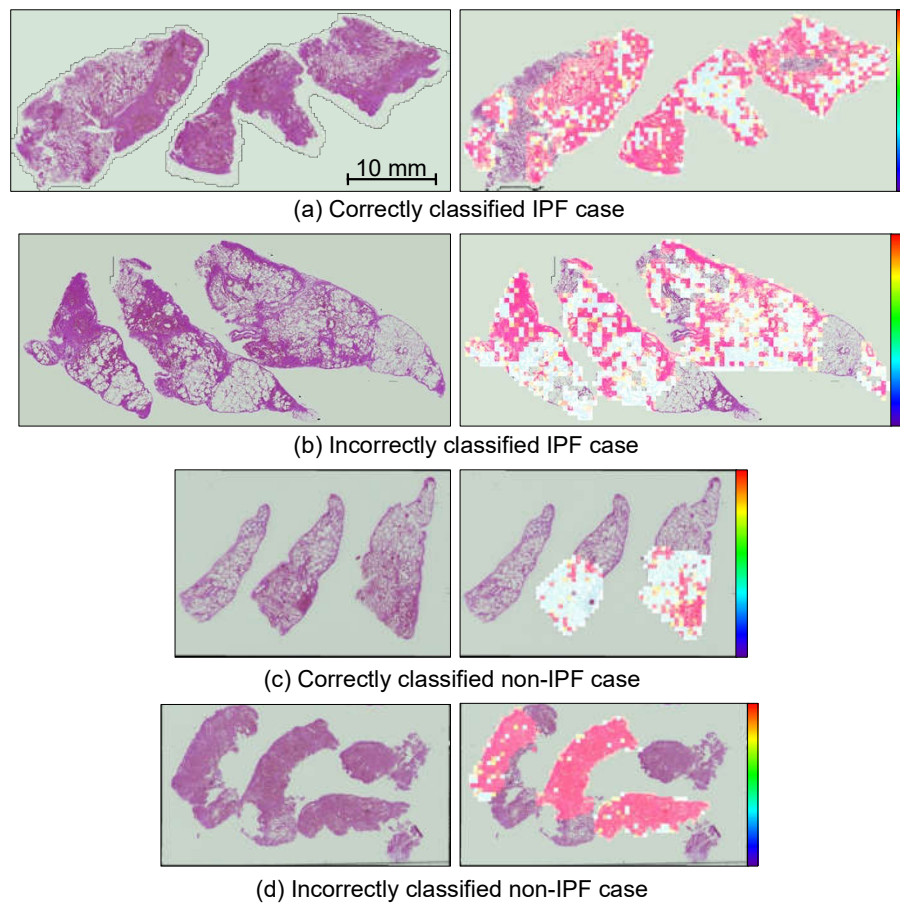 10 mm
(a) Correctly classified IPF case
(b) Incorrectly classified IPF case
(c) Correctly classified non-IPF case
(d) Incorrectly classified non-IPF case